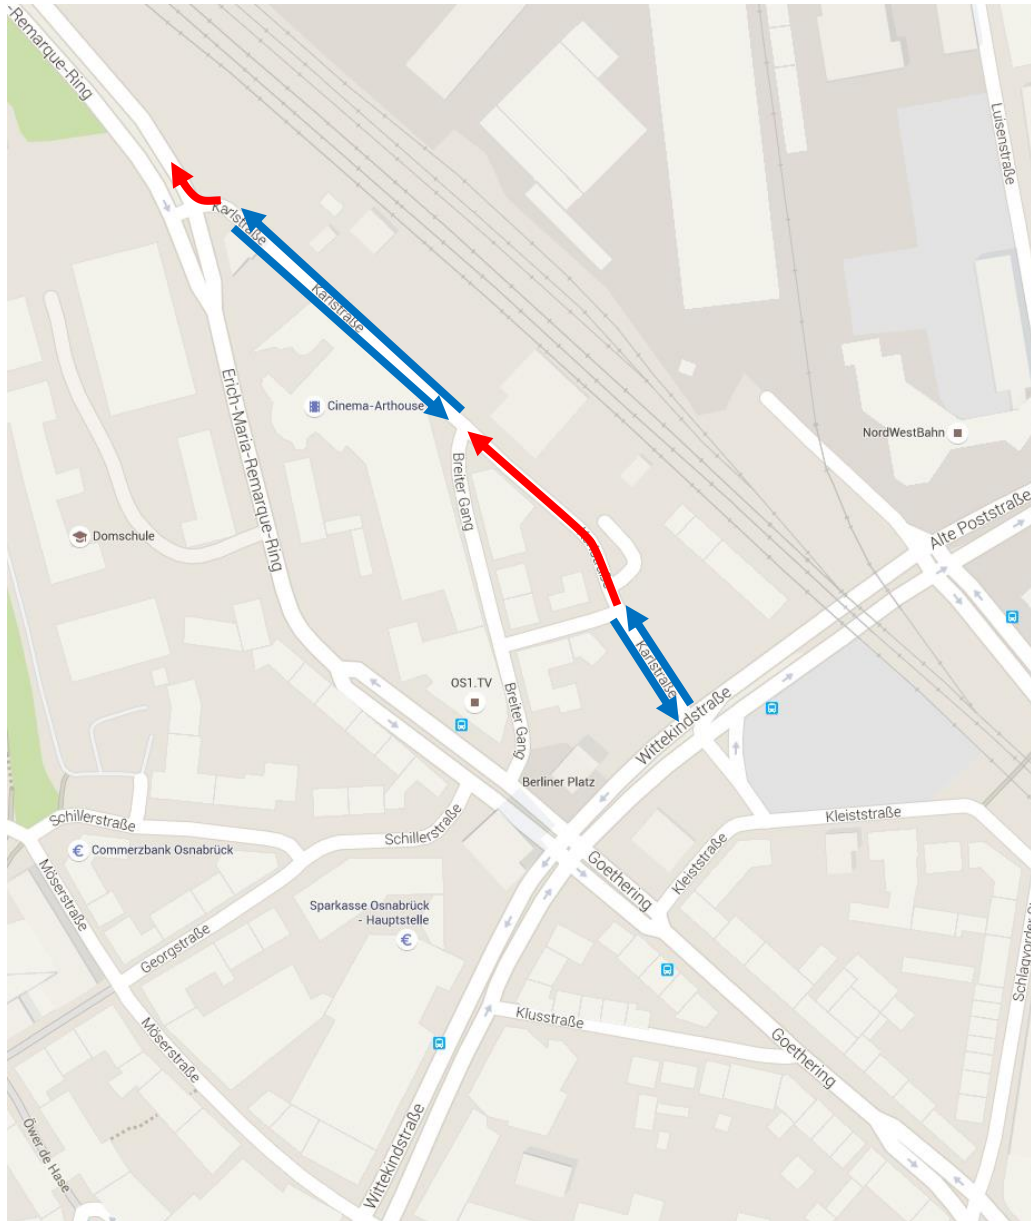 -Remarque-Ring
Luisenstraße
Karlstraße
Karlstraße
Cinema-Arthouse
NordWestBahn
Erich-Maria-Remarque-Ring
Breiter Gang
Alte Poststraße
Domschule
Karlstraße
OS1.TV
Breiter Gang
Wittekindstraße
Berliner Platz
Schillerstraße
Schillerstraße
Kleiststraße
Commerzbank Osnabrück
Goethering
Kleiststraße
Möserstraße
Sparkasse Osnabrück
- Hauptstelle
Georgstraße
Klusstraße
Möserstraße
Goethering
Wittekindstraße
Öwer de Hase